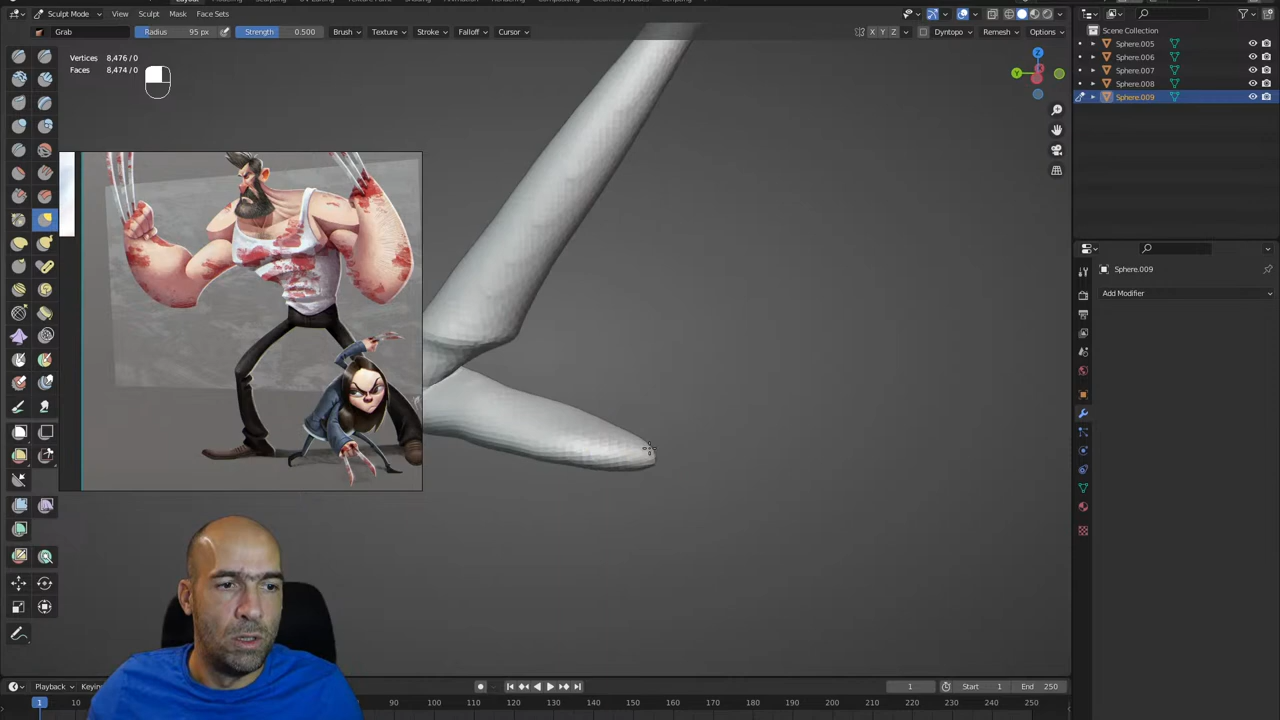 Sculpt Mode View Sculpt Mask Face Sets
Grab Radius 95 px Strength 0.500 Brush Texture Stroke Falloff Cursor X Y Z Dyntopo Remesh Options
Vertices 8,476 / 0
Faces 8,474 / 0
Z
Y
Scene Collection
Sphere.005
Sphere.006
Sphere.007
Sphere.008
Sphere.009
Sphere.009
Add Modifier
Playback Keying 1 Start 1 End 250
1 10 80 90 100 110 120 130 140 150 160 170 180 190 200 210 220 230 240 250